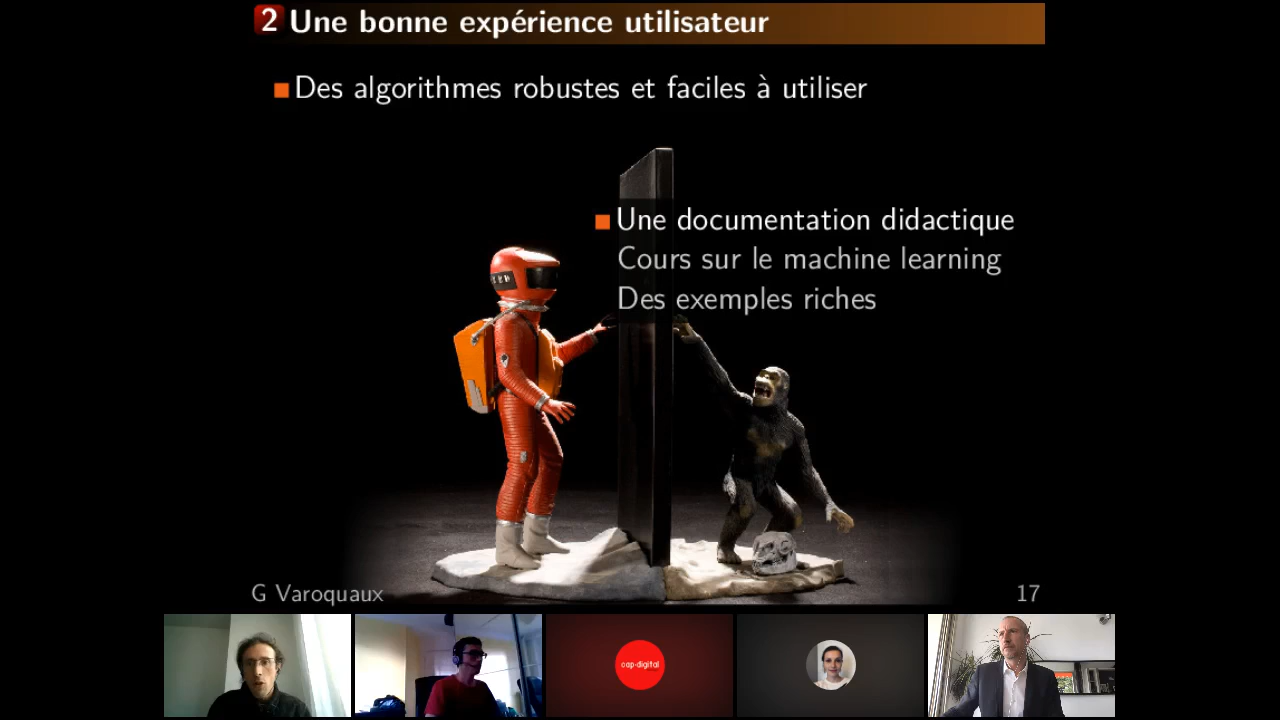 2 Une bonne expérience utilisateur
Des algorithmes robustes et faciles à utiliser
Une documentation didactique
Cours sur le machine learning
Des exemples riches
G Varoquaux
17
cap·digital